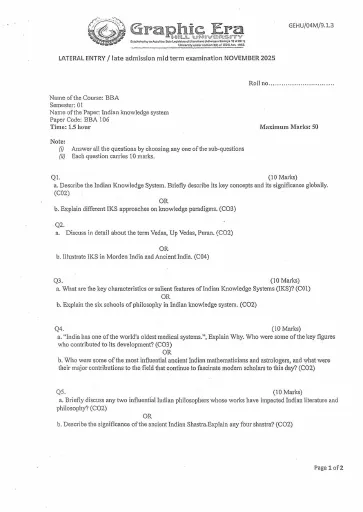 GEHU/04M/9.1.3
Graphic Era
HILL UNIVERSITY
LATERAL ENTRY / late admission mid term examination NOVEMBER 2025
Roll no..............................
Name of the Course: BBA
Semester: 01
Name of the Paper: Indian knowledge system
Paper Code: BBA 106
Time: 1.5 hour Maximum Marks: 50
Note:
(i) Answer all the questions by choosing any one of the sub-questions
(ii) Each question carries 10 marks.
Q1. (10 Marks)
a. Describe the Indian Knowledge System. Briefly describe its key concepts and its significance globally.
(C02)
OR
b. Explain different IKS approaches on knowledge paradigms. (CO3)
Q2.
a. Discuss in detail about the term Vedas, Up Vedas, Puran. (CO2)
OR
b. Illustrate IKS in Morden India and Ancient India. (C04)
Q3. (10 Marks)
a. What are the key characteristics or salient features of Indian Knowledge Systems (IKS)? (C01)
OR
b. Explain the six schools of philosophy in Indian knowledge system. (CO2)
Q4. (10 Marks)
a. "India has one of the world's oldest medical systems.", Explain Why. Who were some of the key figures
who contributed to its development? (CO3)
OR
b. Who were some of the most influential ancient Indian mathematicians and astrologers, and what were
their major contributions to the field that continue to fascinate modern scholars to this day? (CO2)
Q5. (10 Marks)
a. Briefly discuss any two influential Indian philosophers whose works have impacted Indian literature and
philosophy? (CO2)
OR
b. Describe the significance of the ancient Indian Shastra.Explain any four shastra? (CO2)
Page 1 of 2